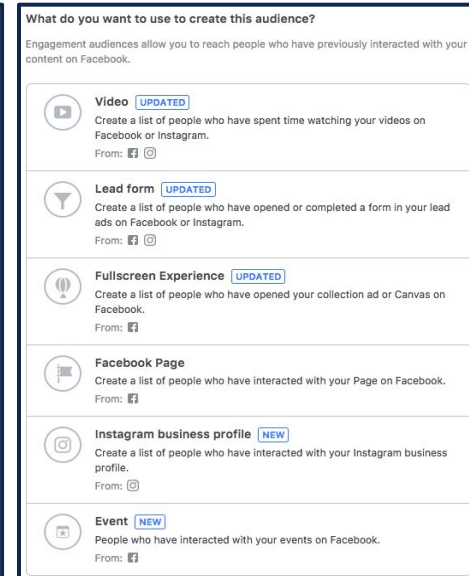 What do you want to use to create this audience?
Engagement audiences allow you to reach people who have previously interacted with your
content on Facebook.
Video UPDATED
Create a list of people who have spent time watching your videos on
Facebook or Instagram.
From:
Lead form UPDATED
Create a list of people who have opened or completed a form in your lead
ads on Facebook or Instagram.
From:
Fullscreen Experience UPDATED
Create a list of people who have opened your collection ad or Canvas on
Facebook.
From:
Facebook Page
Create a list of people who have interacted with your Page on Facebook.
From:
Instagram business profile NEW
Create a list of people who have interacted with your Instagram business
profile.
From:
Event NEW
People who have interacted with your events on Facebook.
From: